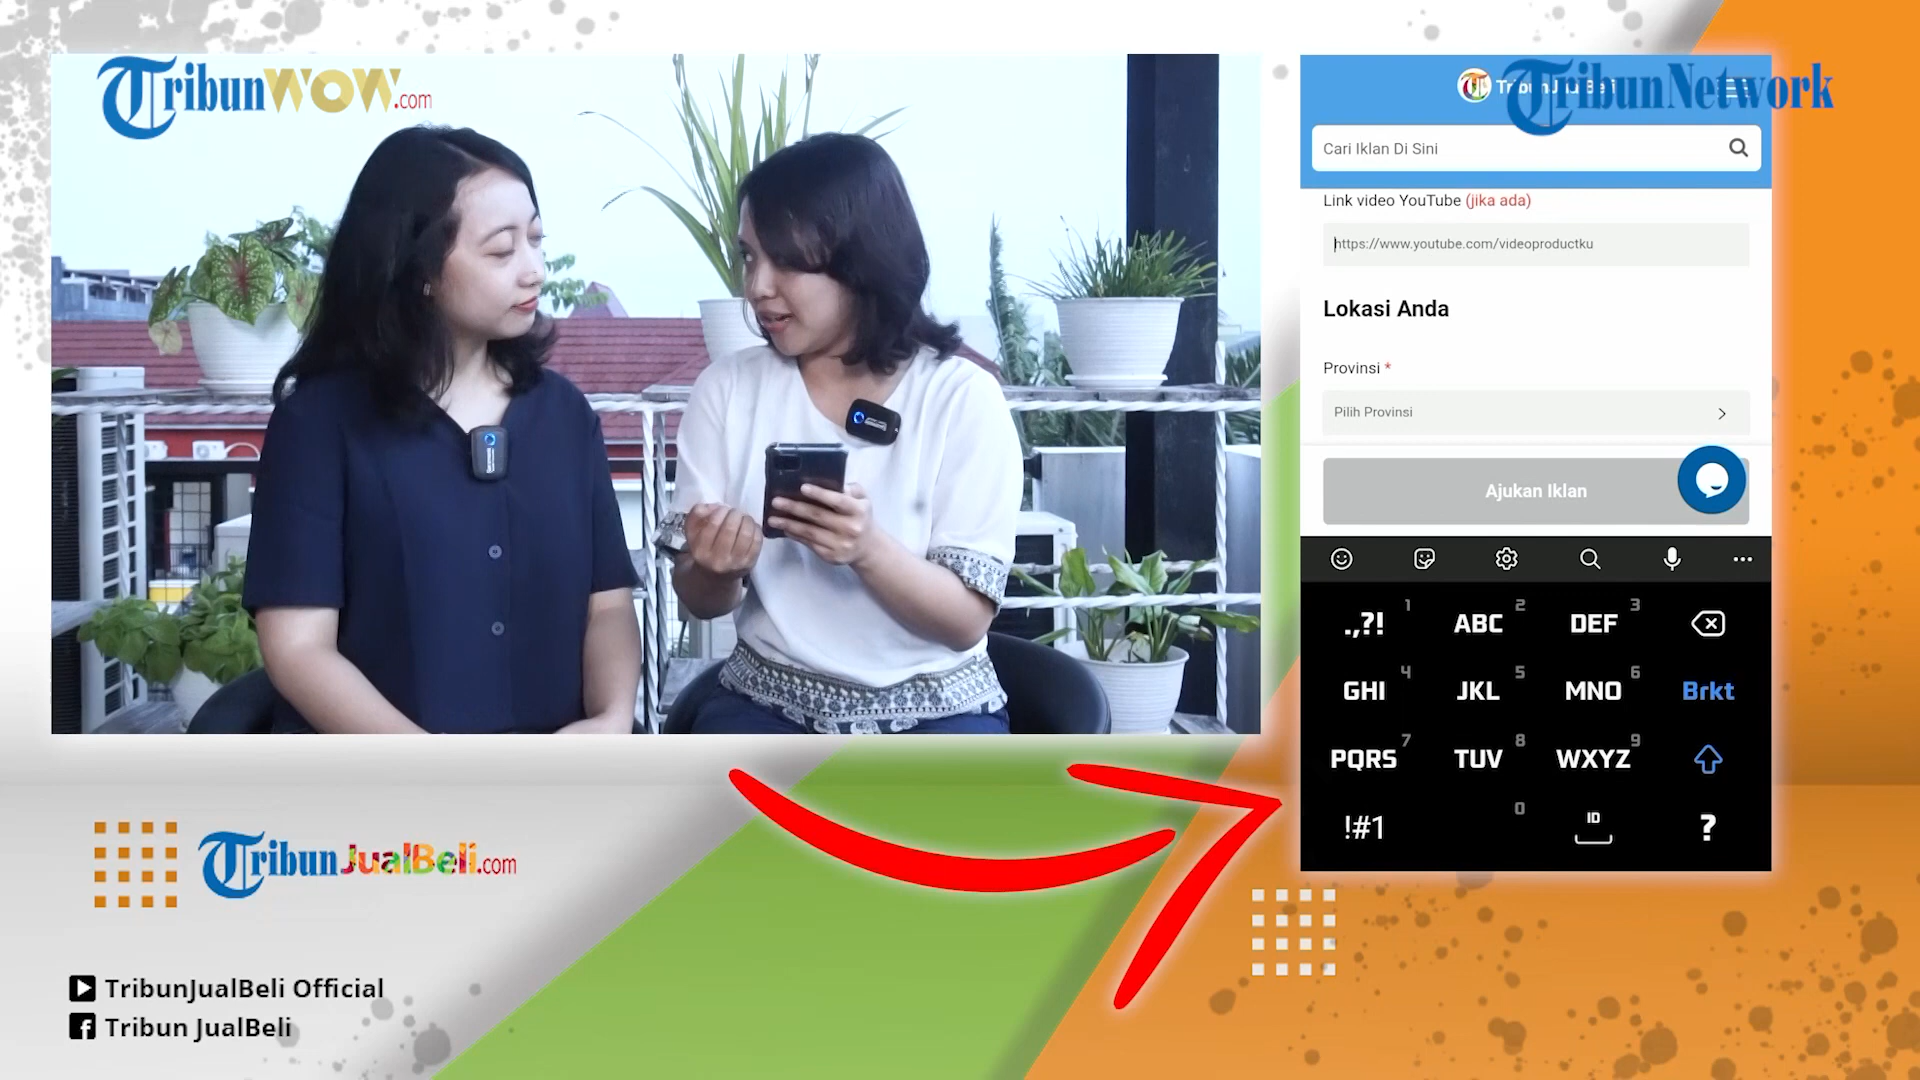 TribunWOW.com
TribunNetwork
Cari Iklan Di Sini
Link video YouTube (jika ada)
https://www.youtube.com/videoproductku
Lokasi Anda
Provinsi *
Pilih Provinsi
Ajukan Iklan
.,?! 1 ABC 2 DEF 3
GHI 4 JKL 5 MNO 6 Brkt
PQRS 7 TUV 8 WXYZ 9
!#1 0 ID ?
TribunJualBeli.com
TribunJualBeli Official
Tribun JualBeli